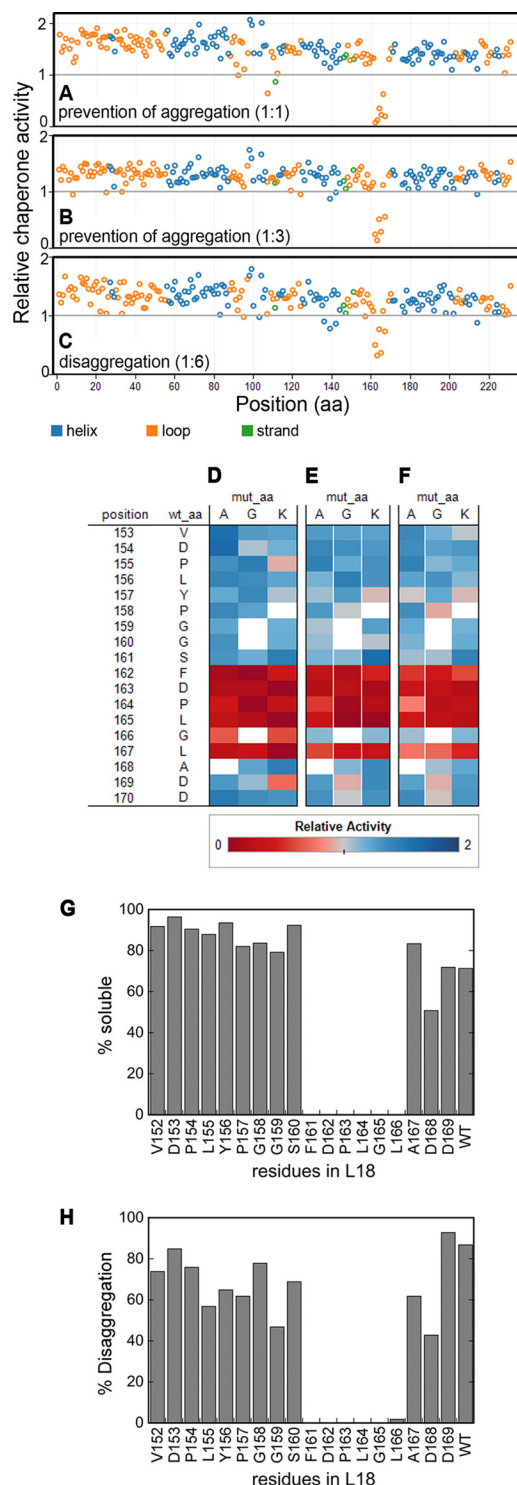 2
1
A
prevention of aggregation (1:1)
0
2
1
B
prevention of aggregation (1:3)
0
2
1
C
disaggregation (1:6)
0
Relative chaperone activity
0 20 40 60 80 100 120 140 160 180 200 220
Position (aa)
helix loop strand
D E F
mut_aa mut_aa mut_aa
position wt_aa A G K A G K A G K
153 V
154 D
155 P
156 L
157 Y
158 P
159 G
160 G
161 S
162 F
163 D
164 P
165 L
166 G
167 L
168 A
169 D
170 D
Relative Activity
0 2
G
100
80
60
40
20
0
% soluble
V152 D153 P154 L155 Y156 P157 G158 G159 S160 F161 D162 P163 L164 G165 L166 A167 D168 D169 WT
residues in L18
H
100
80
60
40
20
0
% Disaggregation
V152 D153 P154 L155 Y156 P157 G158 G159 S160 F161 D162 P163 L164 G165 L166 A167 D168 D169 WT
residues in L18